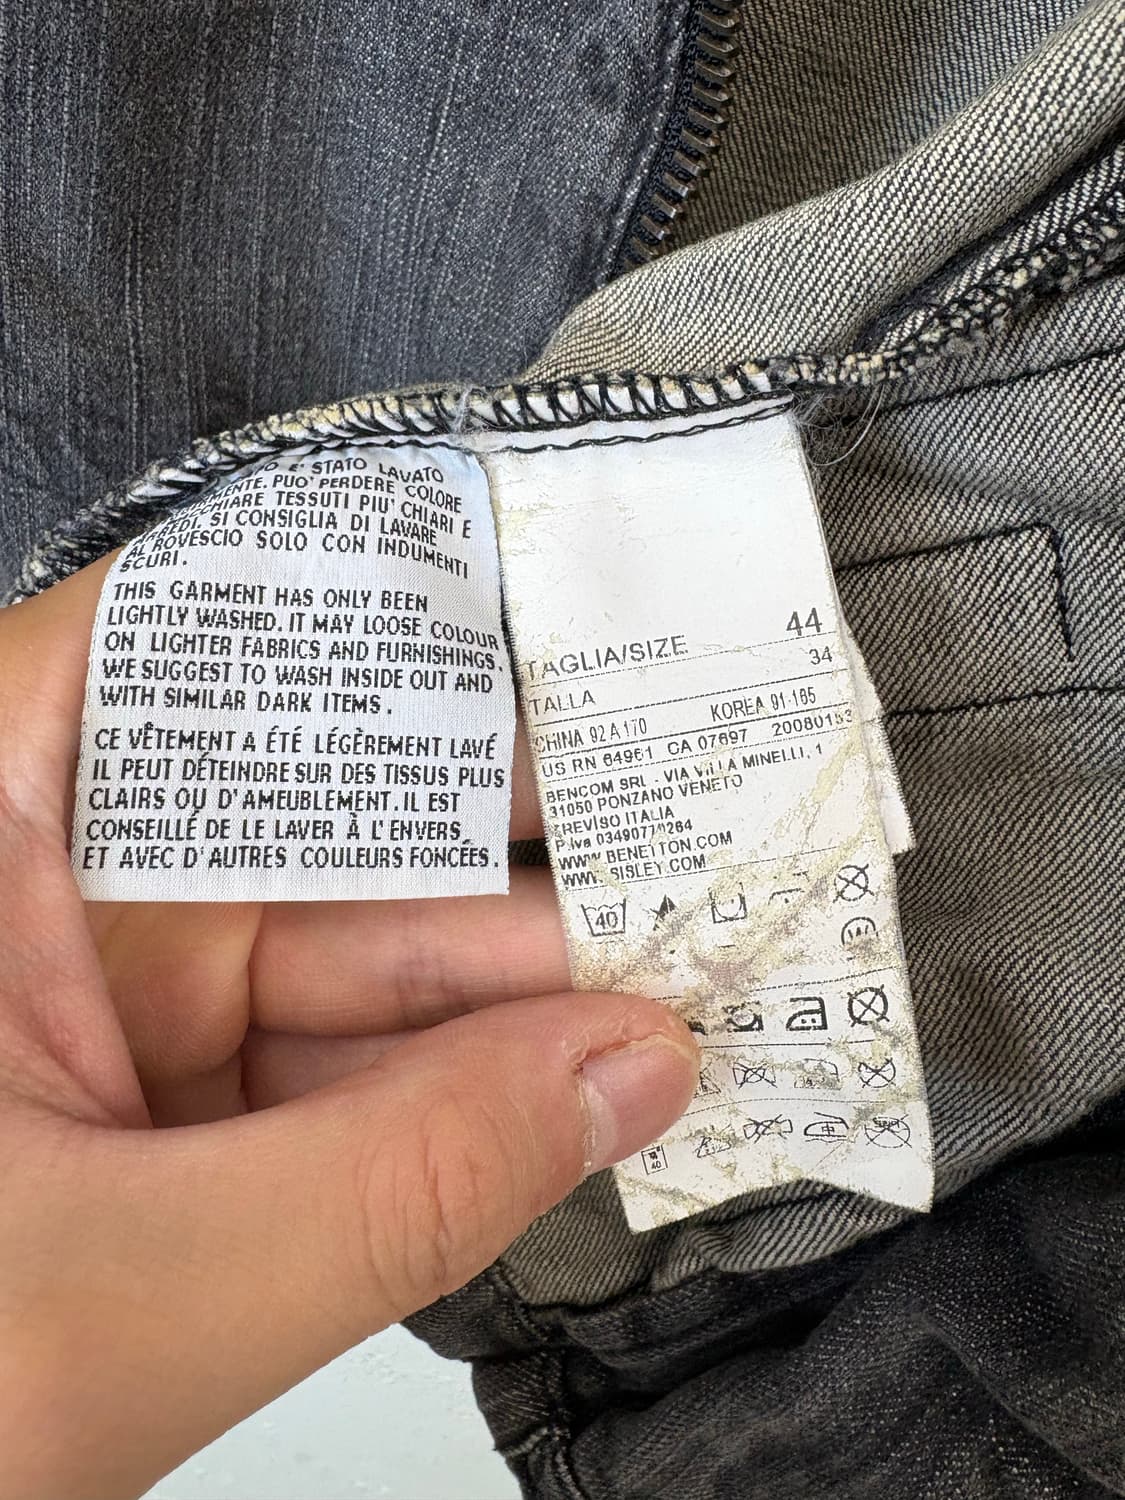 E' STATO LAVATO
PUO' PERDERE COLORE
TESSUTI PIU' CHIARI E
SI CONSIGLIA DI LAVARE
AL ROVESCIO SOLO CON INDUMENTI
SCURI.
THIS GARMENT HAS ONLY BEEN
LIGHTLY WASHED. IT MAY LOOSE COLOUR
ON LIGHTER FABRICS AND FURNISHINGS.
WE SUGGEST TO WASH INSIDE OUT AND
WITH SIMILAR DARK ITEMS.
CE VÊTEMENT A ÉTÉ LÉGÈREMENT LAVÉ
IL PEUT DÉTEINDRE SUR DES TISSUS PLUS
CLAIRS OU D'AMEUBLEMENT. IL EST
CONSEILLÉ DE LE LAVER À L'ENVERS
ET AVEC D'AUTRES COULEURS FONCÉES.
TAGLIA/SIZE 44
TALLA 34
CHINA 92 A 170 KOREA 91-165
US RN 64961 CA 07697
BENCOM SRL - VIA VILLA MINELLI, 1
31050 PONZANO VENETO
TREVISO ITALIA
P.Iva
WWW.BENETTON.COM
WWW.SISLEY.COM
40
W
40